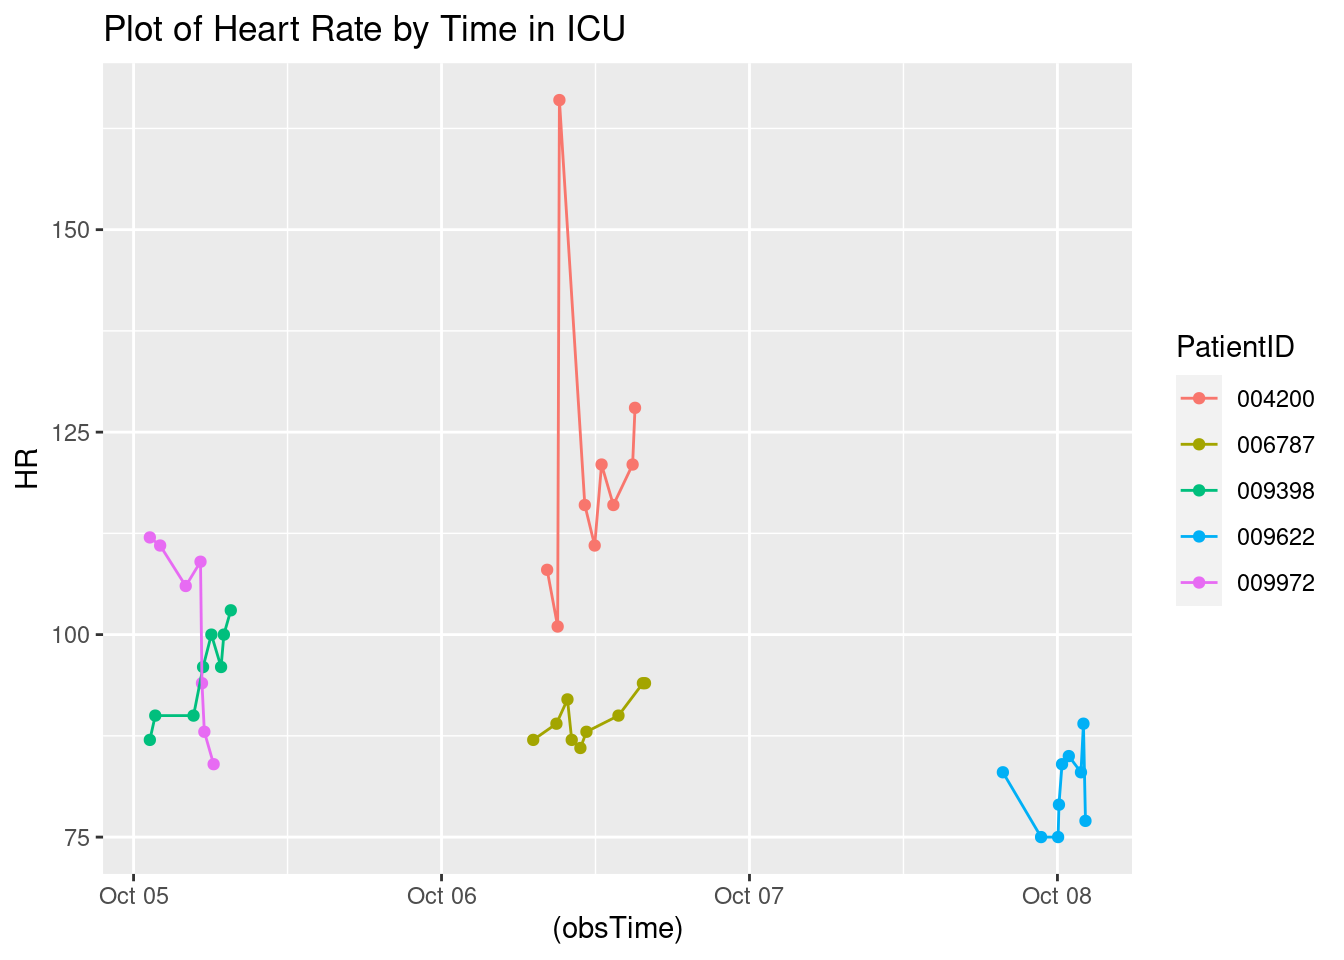 Plot of Heart Rate by Time in ICU
HR
150
125
100
75
Oct 05
Oct 06
Oct 07
Oct 08
(obsTime)
PatientID
004200
006787
009398
009622
009972